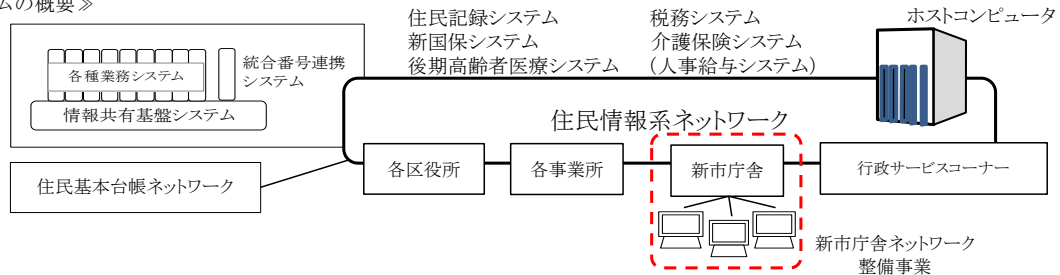 ムの概要≫
住民記録システム
新国保システム
後期高齢者医療システム
税務システム
介護保険システム
(人事給与システム)
ホストコンピュータ
各種業務システム
統合番号連携
システム
情報共有基盤システム
住民情報系ネットワーク
住民基本台帳ネットワーク
各区役所
各事業所
新市庁舎
行政サービスコーナー
新市庁舎ネットワーク
整備事業